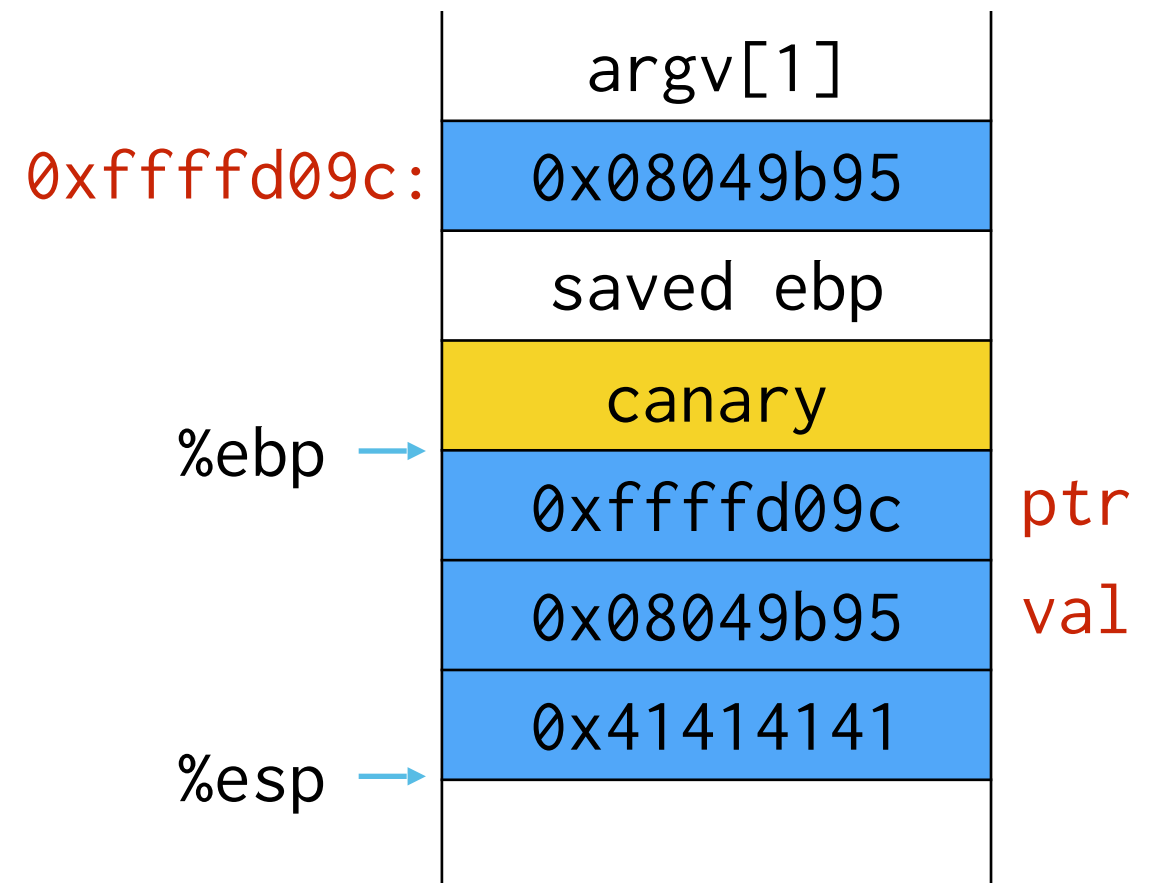 argv[1]
0xffffd09c: 0x08049b95
saved ebp
canary
%ebp
0xffffd09c ptr
0x08049b95 val
0x41414141
%esp